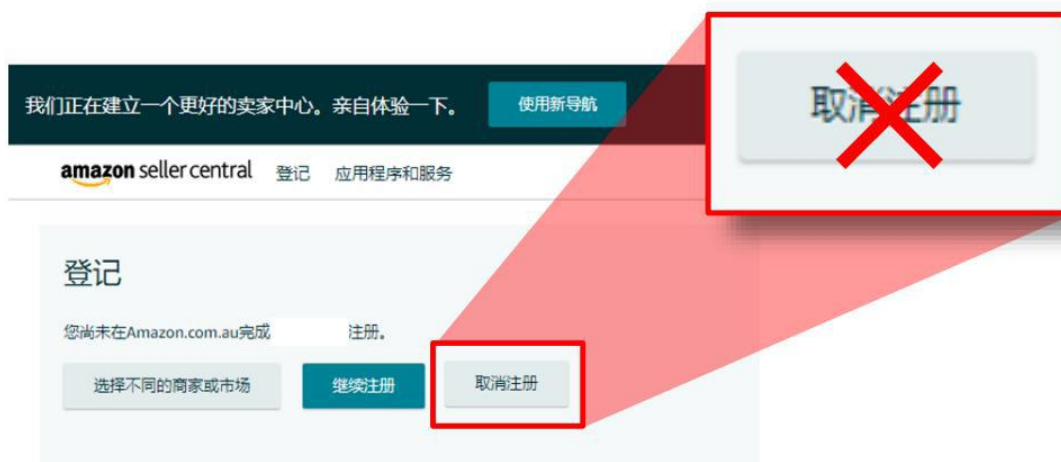 我们正在建立一个更好的卖家中心。亲自体验一下。 使用新导航
amazon seller central 登记 应用程序和服务
登记
您尚未在Amazon.com.au完成 注册。
选择不同的商家或市场 继续注册 取消注册
取消注册